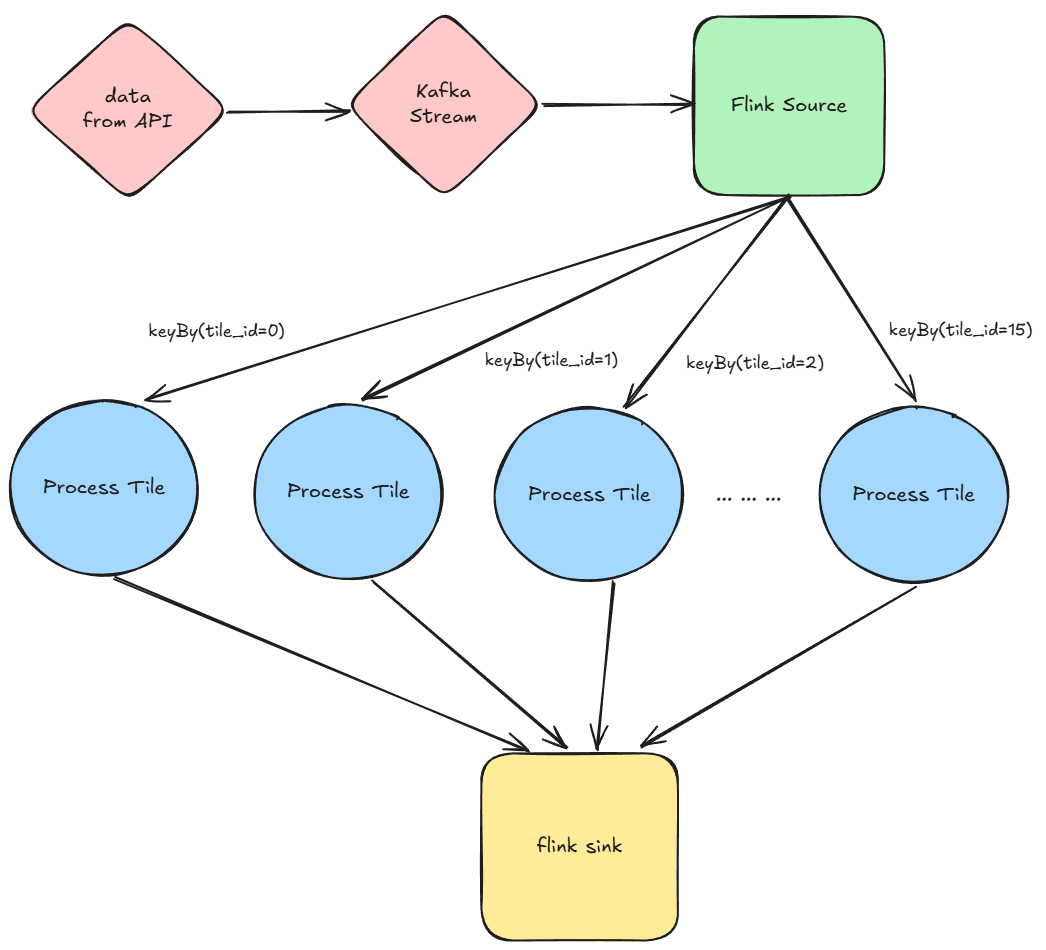 data
from API
Kafka
Stream
Flink Source
keyBy(tile_id=0)
keyBy(tile_id=1)
keyBy(tile_id=2)
keyBy(tile_id=15)
Process Tile
Process Tile
Process Tile
... ... ...
Process Tile
flink sink